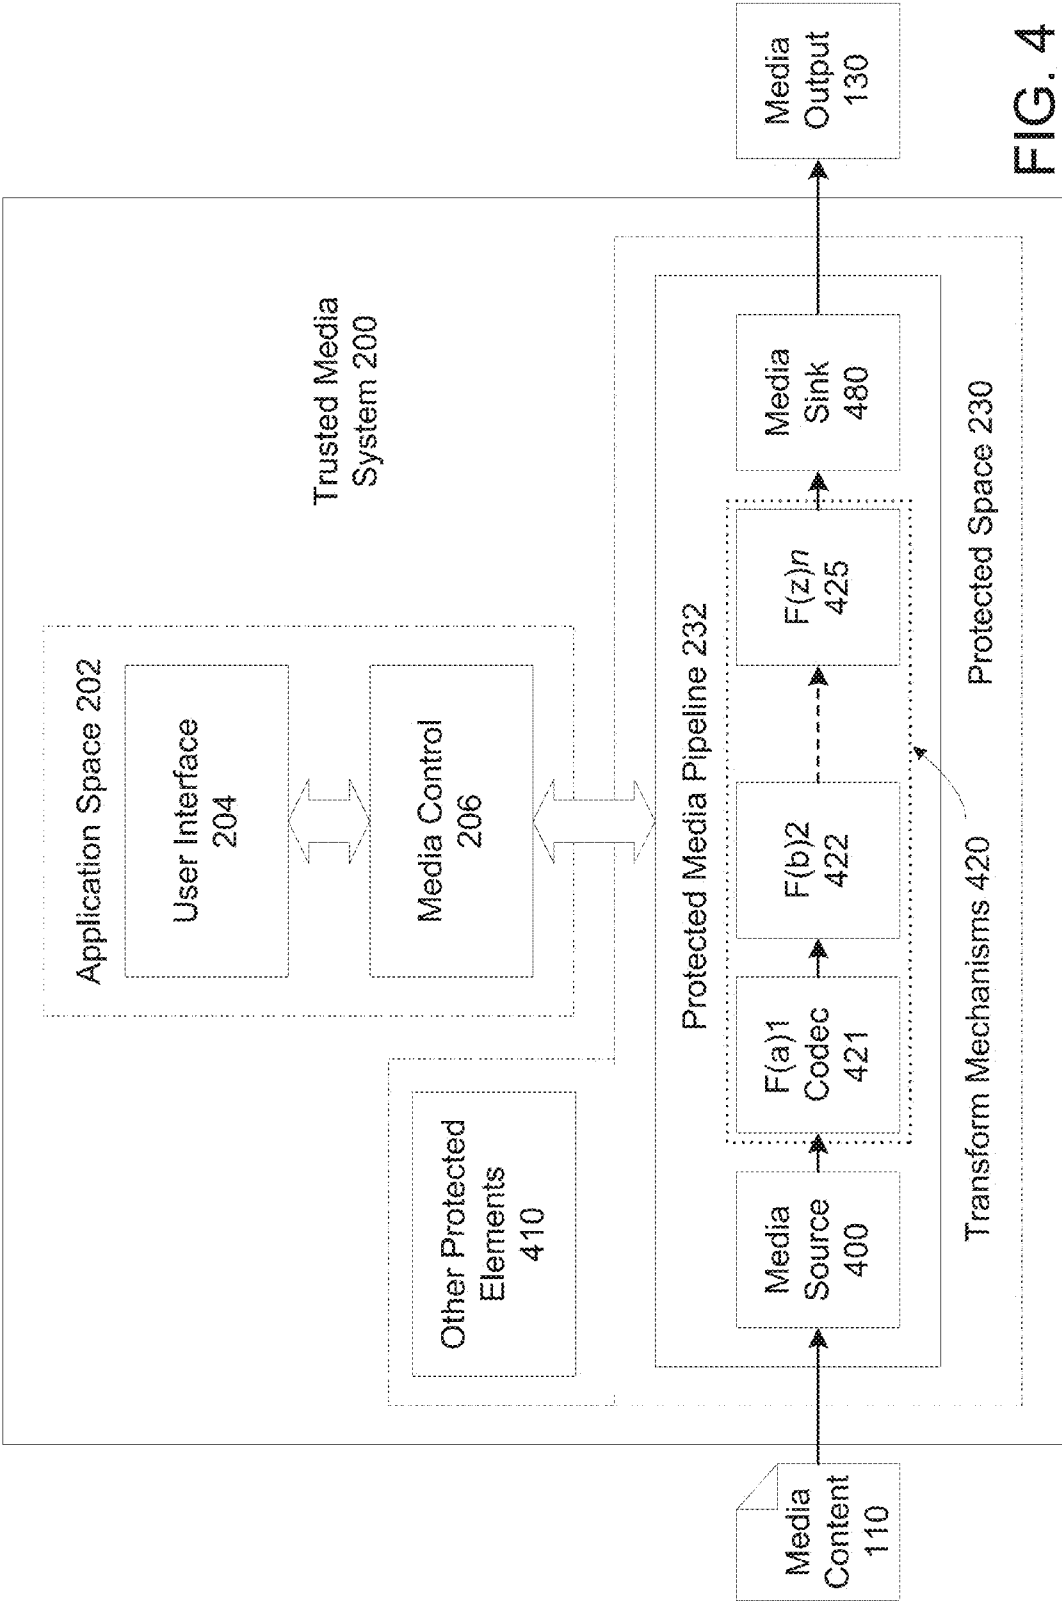 Application Space 202
User Interface
204
Media Control
206
Trusted Media
System 200
Other Protected
Elements
410
Protected Media Pipeline 232
Media
Content
110
Media
Source
400
F(a)1
Codec
421
F(b)2
422
F(z)n
425
Media
Sink
480
Media
Output
130
Transform Mechanisms 420
Protected Space 230
FIG. 4